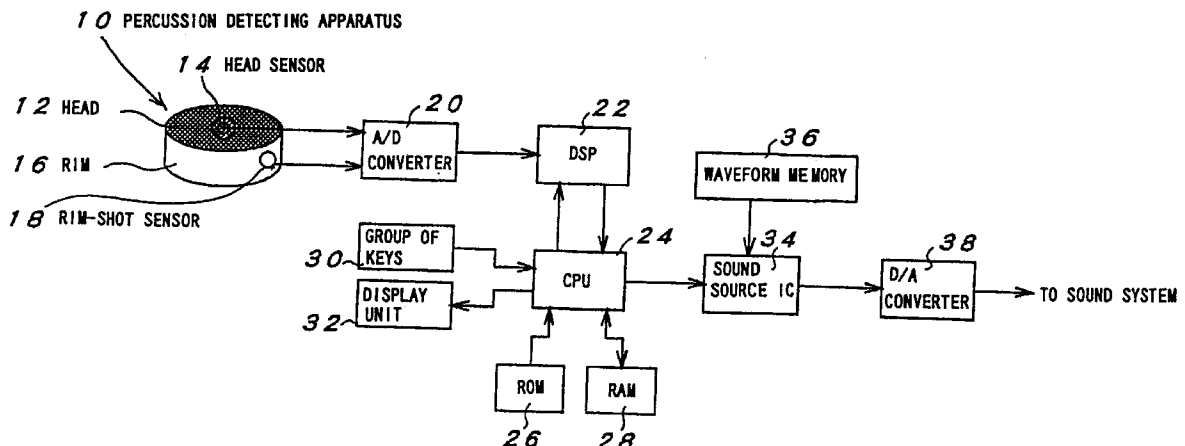 10 PERCUSSION DETECTING APPARATUS
14 HEAD SENSOR
12 HEAD
16 RIM
18 RIM-SHOT SENSOR
20
A/D
CONVERTER
22
DSP
36
WAVEFORM MEMORY
30
GROUP OF
KEYS
32
DISPLAY
UNIT
24
CPU
34
SOUND
SOURCE IC
38
D/A
CONVERTER
TO SOUND SYSTEM
ROM
26
RAM
28